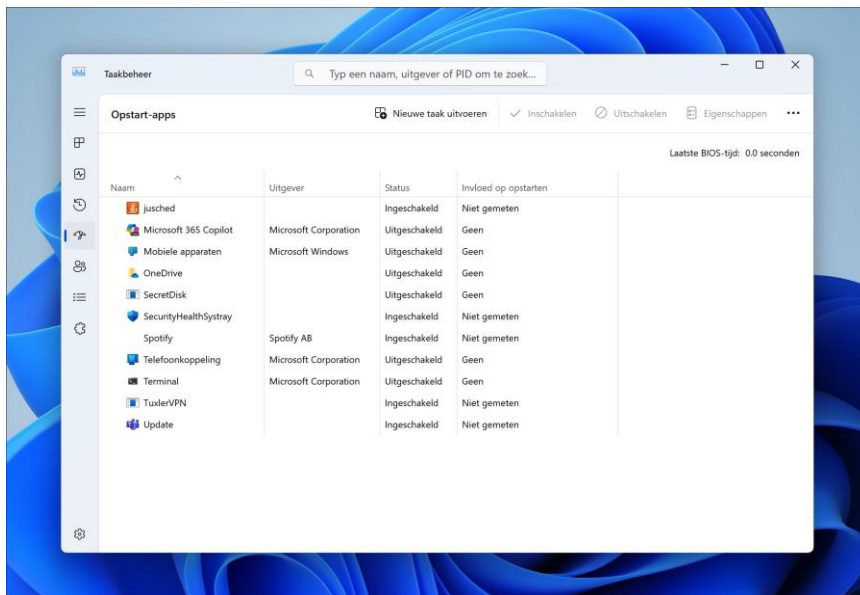 Taakbeheer
Typ een naam, uitgever of PID om te zoek...
Opstart-apps Nieuwe taak uitvoeren Inschakelen Uitschakelen Eigenschappen ...
Laatste BIOS-tijd: 0.0 seconden
Naam Uitgever Status Invloed op opstarten
jusched Ingeschakeld Niet gemeten
Microsoft 365 Copilot Microsoft Corporation Uitgeschakeld Geen
Mobiele apparaten Microsoft Windows Uitgeschakeld Geen
OneDrive Uitgeschakeld Geen
SecretDisk Uitgeschakeld Geen
SecurityHealthSystray Ingeschakeld Niet gemeten
Spotify Spotify AB Ingeschakeld Niet gemeten
Telefoonkoppeling Microsoft Corporation Uitgeschakeld Geen
Terminal Microsoft Corporation Uitgeschakeld Geen
TuxlerVPN Ingeschakeld Niet gemeten
Update Ingeschakeld Niet gemeten